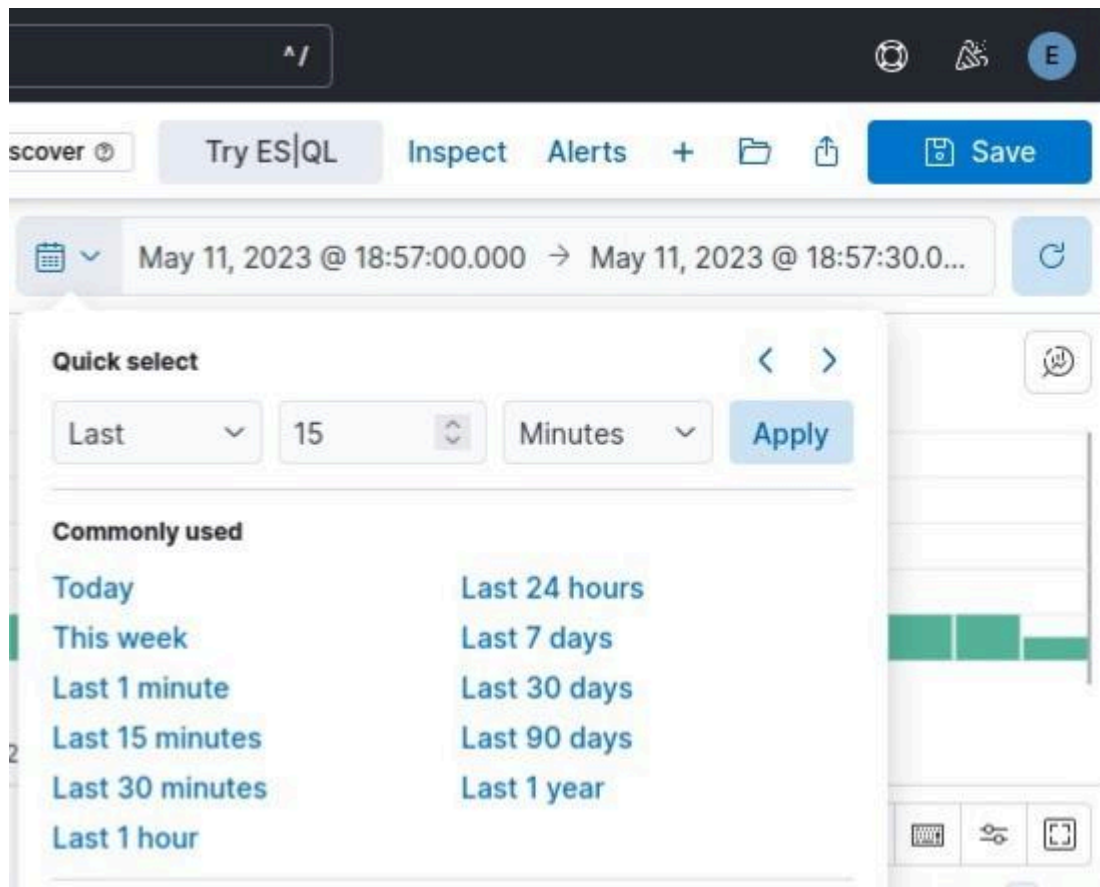 ^/
E
scover
Try ES|QL
Inspect
Alerts
+
Save
May 11, 2023 @ 18:57:00.000 → May 11, 2023 @ 18:57:30.0...
Quick select
Last
15
Minutes
Apply
Commonly used
Today
Last 24 hours
This week
Last 7 days
Last 1 minute
Last 30 days
Last 15 minutes
Last 90 days
2
Last 30 minutes
Last 1 year
Last 1 hour